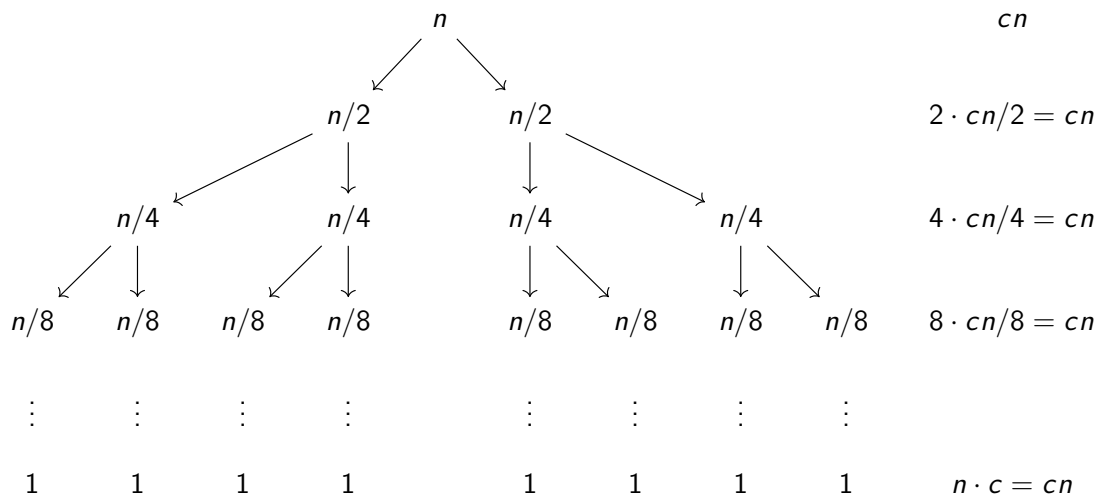 n cn
n/2 n/2 2 · cn/2 = cn
n/4 n/4 n/4 n/4 4 · cn/4 = cn
n/8 n/8 n/8 n/8 n/8 n/8 n/8 n/8 8 · cn/8 = cn
⋮ ⋮ ⋮ ⋮ ⋮ ⋮ ⋮ ⋮
1 1 1 1 1 1 1 1 n · c = cn